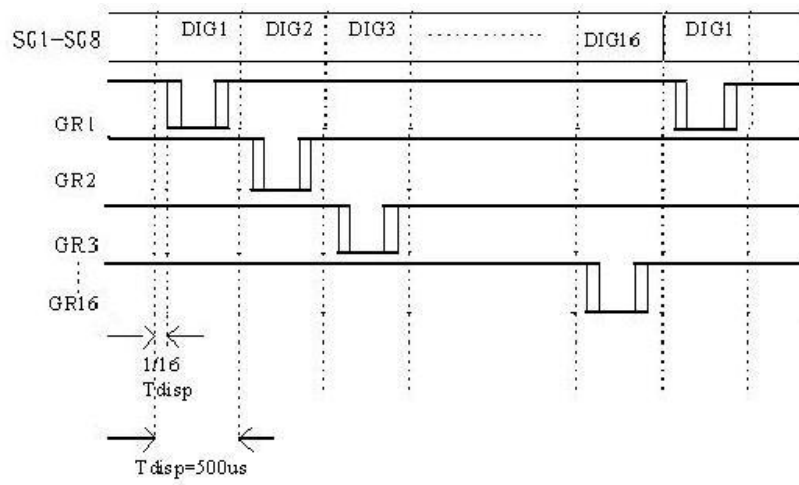 SG1-SG8 DIG1 DIG2 DIG3 DIG16 DIG1
GR1
GR2
GR3
GR16
1/16
Tdisp
Tdisp=500us